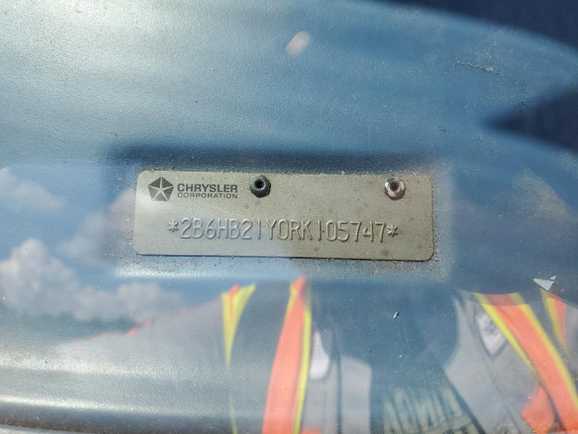 CHRYSLER
CORPORATION
*2B6HB21Y0RK105747*